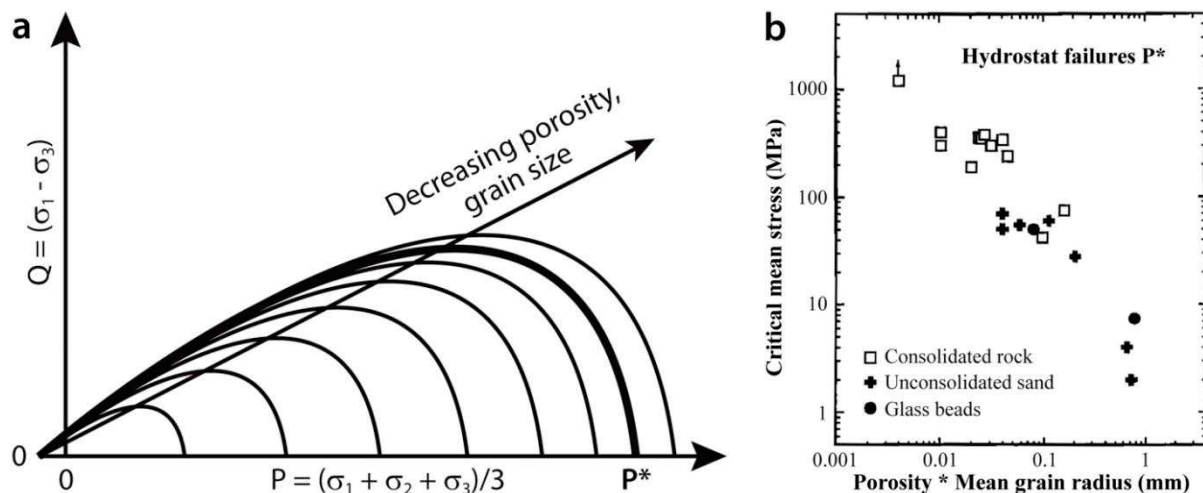 a
Q = (σ1 - σ3)
Decreasing porosity,
grain size
0
0
P = (σ1 + σ2 + σ3)/3
P*
b
Hydrostat failures P*
Critical mean stress (MPa)
1000
100
10
1
Consolidated rock
Unconsolidated sand
Glass beads
0.001
0.01
0.1
1
Porosity * Mean grain radius (mm)